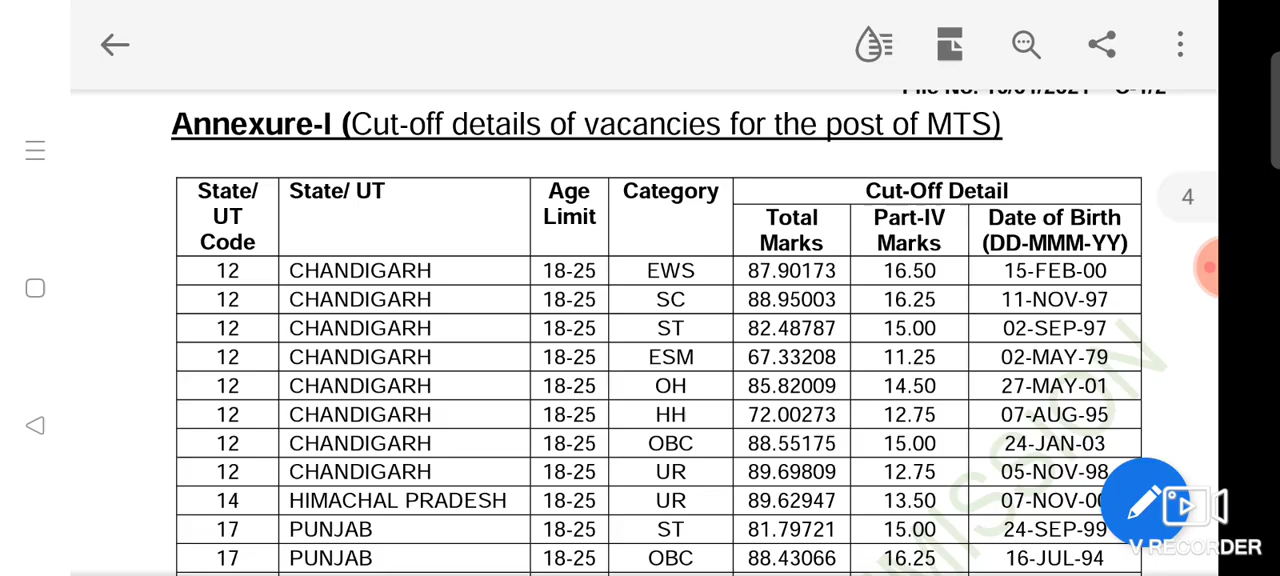 Annexure-I (Cut-off details of vacancies for the post of MTS)
State/ UT Code State/ UT Age Limit Category Cut-Off Detail
Total Marks Part-IV Marks Date of Birth (DD-MMM-YY)
4
12 CHANDIGARH 18-25 EWS 87.90173 16.50 15-FEB-00
12 CHANDIGARH 18-25 SC 88.95003 16.25 11-NOV-97
12 CHANDIGARH 18-25 ST 82.48787 15.00 02-SEP-97
12 CHANDIGARH 18-25 ESM 67.33208 11.25 02-MAY-79
12 CHANDIGARH 18-25 OH 85.82009 14.50 27-MAY-01
12 CHANDIGARH 18-25 HH 72.00273 12.75 07-AUG-95
12 CHANDIGARH 18-25 OBC 88.55175 15.00 24-JAN-03
12 CHANDIGARH 18-25 UR 89.69809 12.75 05-NOV-98
14 HIMACHAL PRADESH 18-25 UR 89.62947 13.50
17 PUNJAB 18-25 ST 81.79721 15.00 24-SEP-99
17 PUNJAB 18-25 OBC 88.43066 16.25 16-JUL-94
V RECORDER